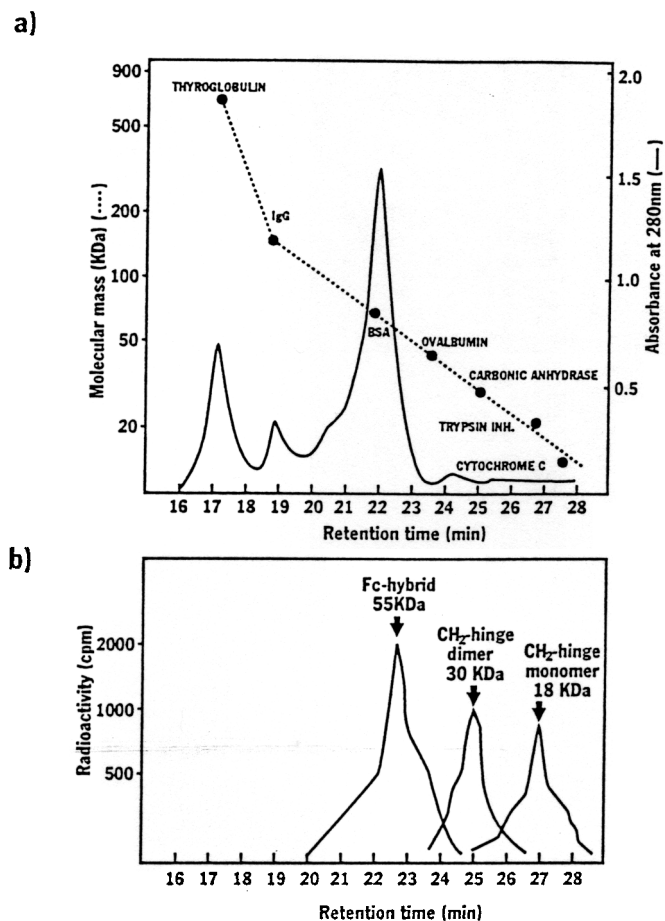 a)
900
500
200
100
50
20
Molecular mass (KDa) (....)
THYROGLOBULIN
IgG
BSA
OVALBUMIN
CARBONIC ANHYDRASE
TRYPSIN INH.
CYTOCHROME C
2.0
1.5
1.0
0.5
Absorbance at 280nm (—)
16 17 18 19 20 21 22 23 24 25 26 27 28
Retention time (min)
b)
Fc-hybrid
55KDa
CH2-hinge
dimer
30 KDa
CH2-hinge
monomer
18 KDa
2000
1000
500
Radioactivity (cpm)
16 17 18 19 20 21 22 23 24 25 26 27 28
Retention time (min)